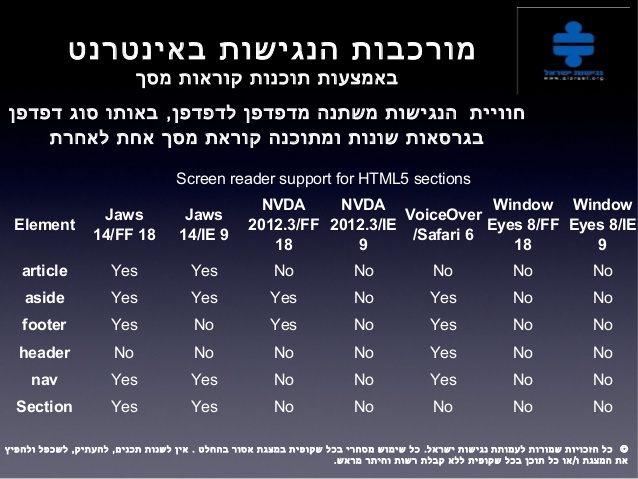 מורכבות הנגישות באינטרנט
באמצעות תוכנות קוראות מסך
חוויית הנגישות משתנה מדפדפן לדפדפן, באותו סוג דפדפן
בגרסאות שונות ומתוכנה קוראת מסך אחת לאחרת
נגישות ישראל
Screen reader support for HTML5 sections
Element Jaws 14/FF 18 Jaws 14/IE 9 NVDA 2012.3/FF 18 NVDA 2012.3/IE 9 VoiceOver /Safari 6 Window Eyes 8/FF 18 Window Eyes 8/IE 9
article Yes Yes No No No No No
aside Yes Yes Yes No Yes No No
footer Yes No Yes No Yes No No
header No No No No Yes No No
nav Yes Yes No No Yes No No
Section Yes Yes No No No No No
© כל הזכויות שמורות לעמותת נגישות ישראל. כל שימוש מסחרי בכל שקופית במצגת אסור בהחלט . אין לשנות תכנים, להעתיק, לשכפל ולהפיץ
את המצגת ו/או כל תוכן בכל שקופית ללא קבלת רשות והיתר מראש.